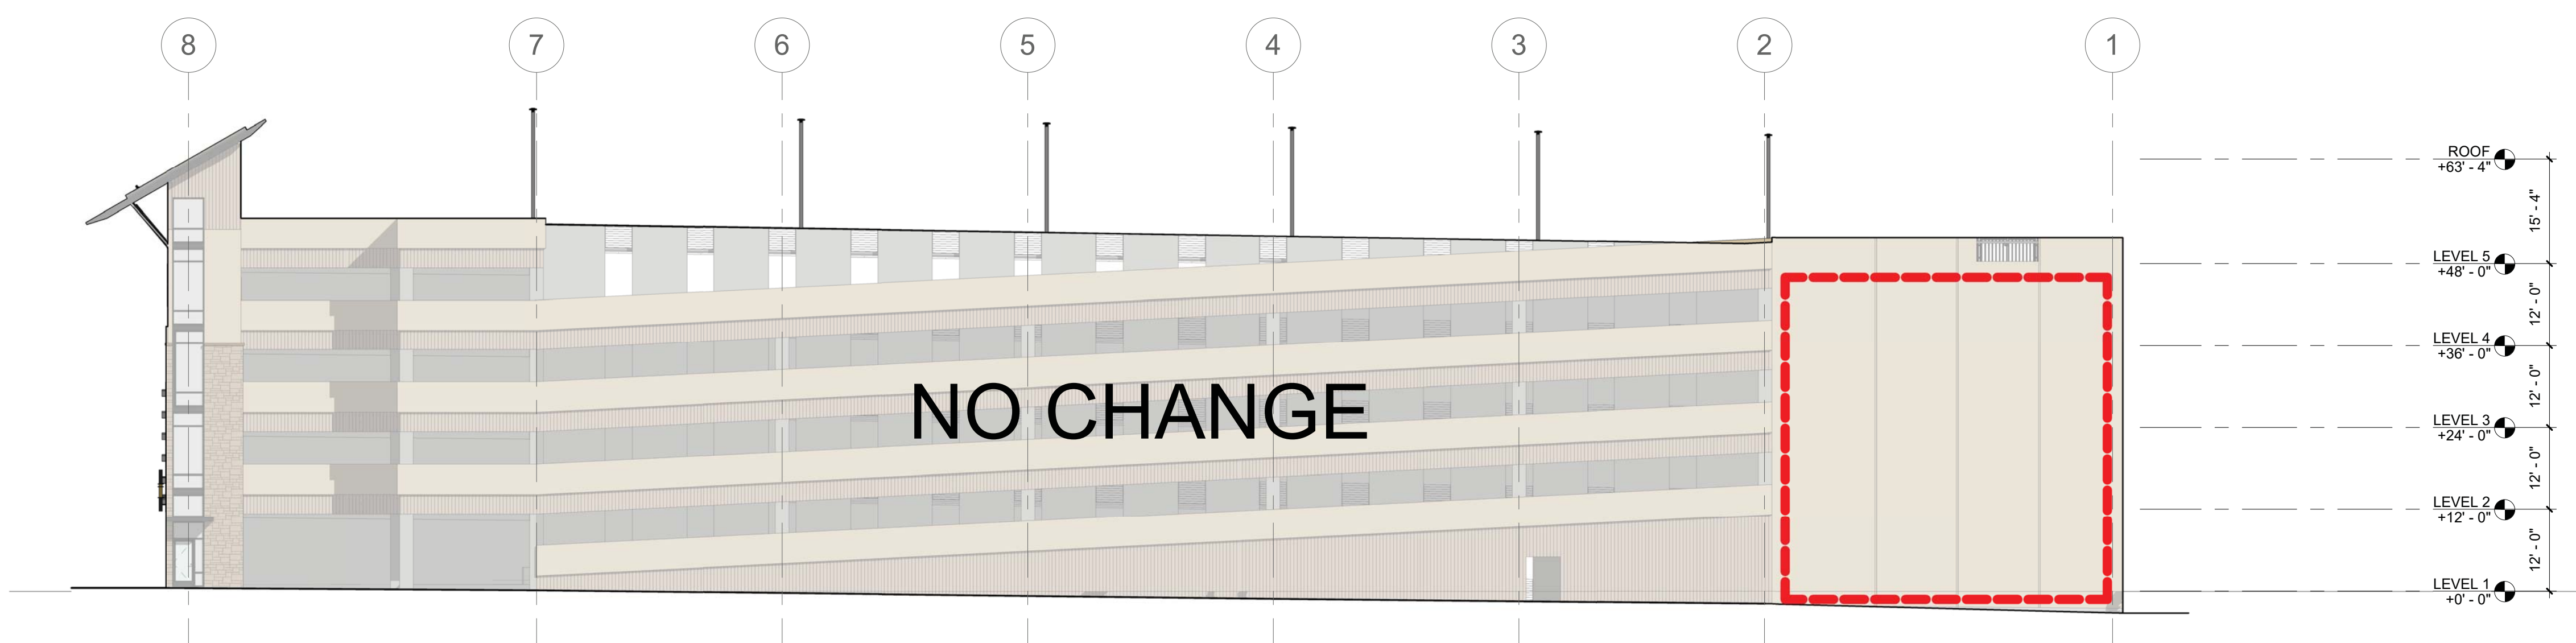 8 7 6 5 4 3 2 1
ROOF
+63' - 4"
15' - 4"
LEVEL 5
+48' - 0"
12' - 0"
LEVEL 4
+36' - 0"
12' - 0"
NO CHANGE
LEVEL 3
+24' - 0"
12' - 0"
LEVEL 2
+12' - 0"
12' - 0"
LEVEL 1
+0' - 0"